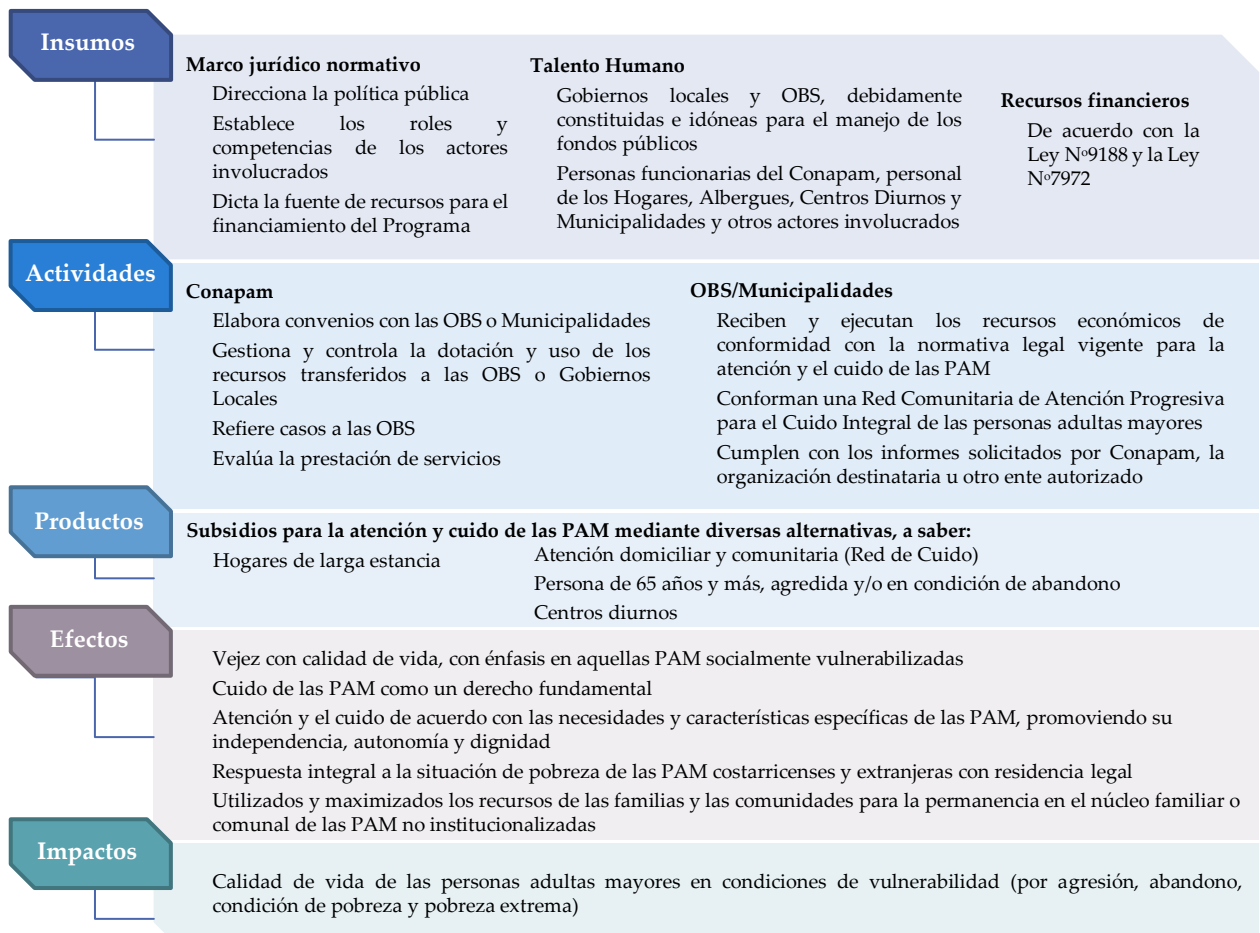 Insumos
Marco jurídico normativo
Direcciona la política pública
Establece los roles y
competencias de los actores
involucrados
Dicta la fuente de recursos para el
financiamiento del Programa
Talento Humano
Gobiernos locales y OBS, debidamente
constituidas e idóneas para el manejo de los
fondos públicos
Personas funcionarias del Conapam, personal
de los Hogares, Albergues, Centros Diurnos y
Municipalidades y otros actores involucrados
Recursos financieros
De acuerdo con la
Ley Nº9188 y la Ley
Nº7972
Actividades
Conapam
Elabora convenios con las OBS o Municipalidades
Gestiona y controla la dotación y uso de los
recursos transferidos a las OBS o Gobiernos
Locales
Refiere casos a las OBS
Evalúa la prestación de servicios
OBS/Municipalidades
Reciben y ejecutan los recursos económicos de
conformidad con la normativa legal vigente para la
atención y el cuido de las PAM
Conforman una Red Comunitaria de Atención Progresiva
para el Cuido Integral de las personas adultas mayores
Cumplen con los informes solicitados por Conapam, la
organización destinataria u otro ente autorizado
Productos
Subsidios para la atención y cuido de las PAM mediante diversas alternativas, a saber:
Hogares de larga estancia
Atención domiciliar y comunitaria (Red de Cuido)
Persona de 65 años y más, agredida y/o en condición de abandono
Centros diurnos
Efectos
Vejez con calidad de vida, con énfasis en aquellas PAM socialmente vulnerabilizadas
Cuido de las PAM como un derecho fundamental
Atención y el cuido de acuerdo con las necesidades y características específicas de las PAM, promoviendo su
independencia, autonomía y dignidad
Respuesta integral a la situación de pobreza de las PAM costarricenses y extranjeras con residencia legal
Utilizados y maximizados los recursos de las familias y las comunidades para la permanencia en el núcleo familiar o
comunal de las PAM no institucionalizadas
Impactos
Calidad de vida de las personas adultas mayores en condiciones de vulnerabilidad (por agresión, abandono,
condición de pobreza y pobreza extrema)